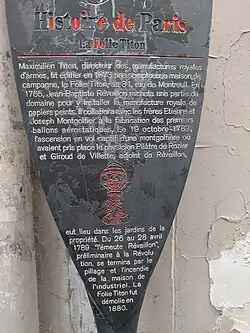 Histoire de Paris
La Folie Titon
Maximilien Titon, directeur des manufactures royales
d'armes, fit édifier en 1673 une somptueuse maison de
campagne, la Folie Titon, au 31, rue de Montreuil. En
1765, Jean-Baptiste Réveillon racheta une partie du
domaine pour y installer la manufacture royale de
papiers peints. Il collabora avec les frères Etienne et
Joseph Montgolfier à la fabrication des premiers
ballons aérostatiques. Le 19 octobre 1783,
l'ascension en vol captif d'une montgolfière où
avaient pris place le physicien Pilâtre de Rozier
et Giroud de Villette, adjoint de Réveillon,
eut lieu dans les jardins de la
propriété. Du 26 au 28 avril
1789 "l'émeute Réveillon",
préliminaire à la Révolu
tion, se termina par le
pillage et l'incendie
de la maison de
l'industriel. La
Folie Titon fut
démolie en
1880.